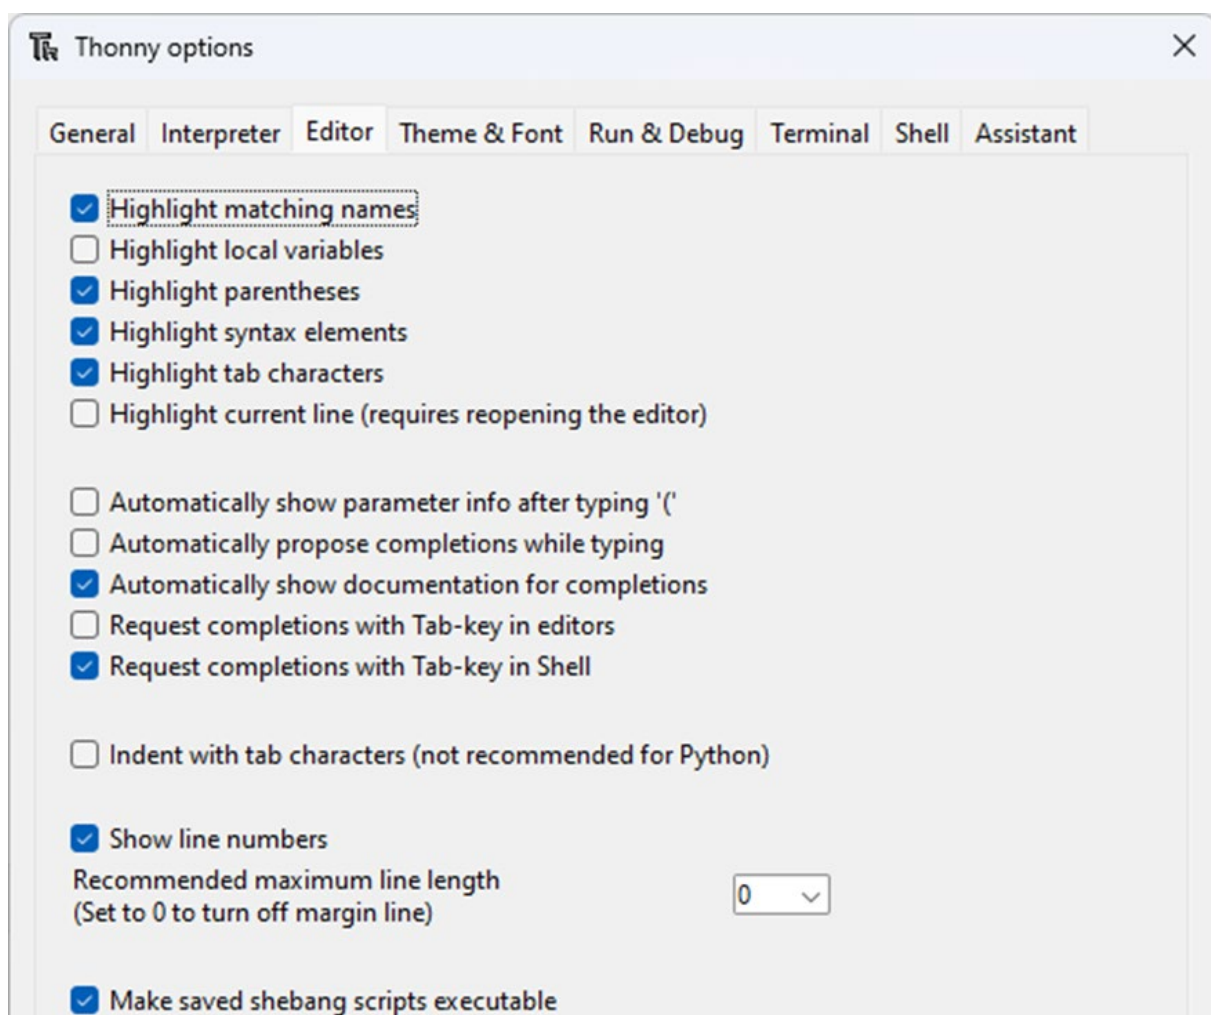 Thonny options
General Interpreter Editor Theme & Font Run & Debug Terminal Shell Assistant
Highlight matching names
Highlight local variables
Highlight parentheses
Highlight syntax elements
Highlight tab characters
Highlight current line (requires reopening the editor)
Automatically show parameter info after typing '('
Automatically propose completions while typing
Automatically show documentation for completions
Request completions with Tab-key in editors
Request completions with Tab-key in Shell
Indent with tab characters (not recommended for Python)
Show line numbers
Recommended maximum line length
(Set to 0 to turn off margin line)
0
Make saved shebang scripts executable